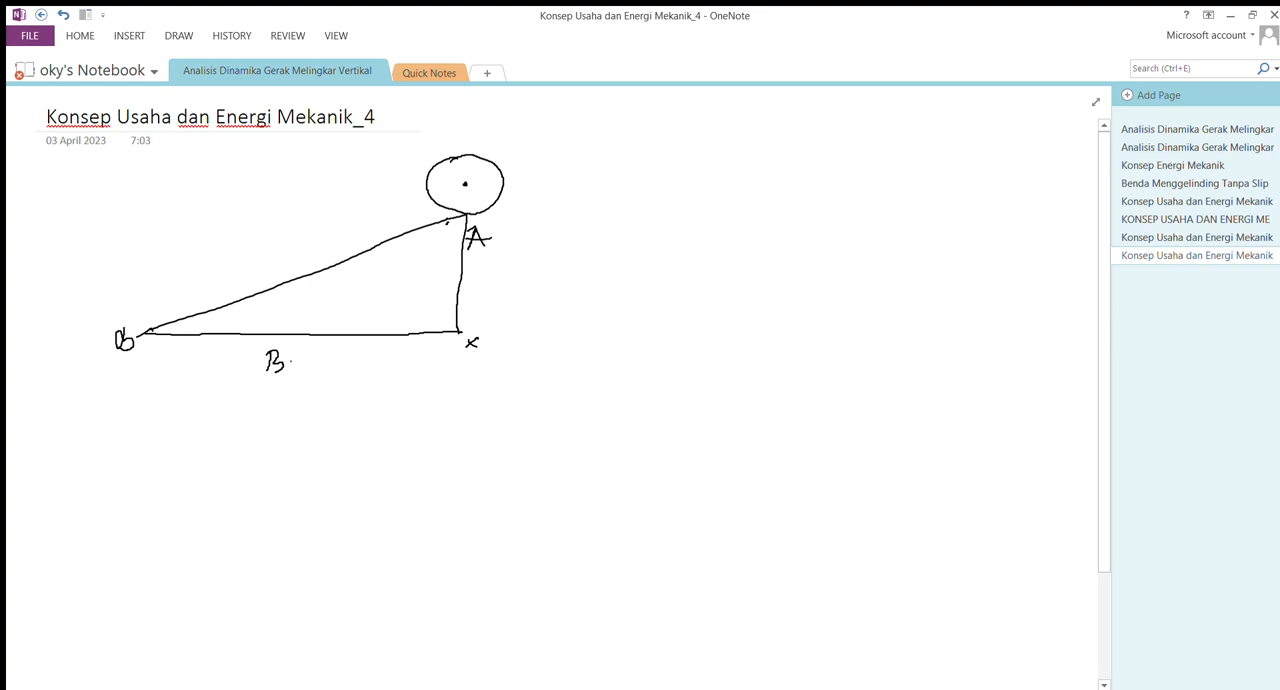 Konsep Usaha dan Energi Mekanik_4 - OneNote
?
FILE HOME INSERT DRAW HISTORY REVIEW VIEW
Microsoft account
oky's Notebook
Analisis Dinamika Gerak Melingkar Vertikal
Quick Notes
+
Search (Ctrl+E)
Add Page
Konsep Usaha dan Energi Mekanik_4
03 April 2023 7:03
A
x
B
Analisis Dinamika Gerak Melingkar
Analisis Dinamika Gerak Melingkar
Konsep Energi Mekanik
Benda Menggelinding Tanpa Slip
Konsep Usaha dan Energi Mekanik
KONSEP USAHA DAN ENERGI ME
Konsep Usaha dan Energi Mekanik
Konsep Usaha dan Energi Mekanik